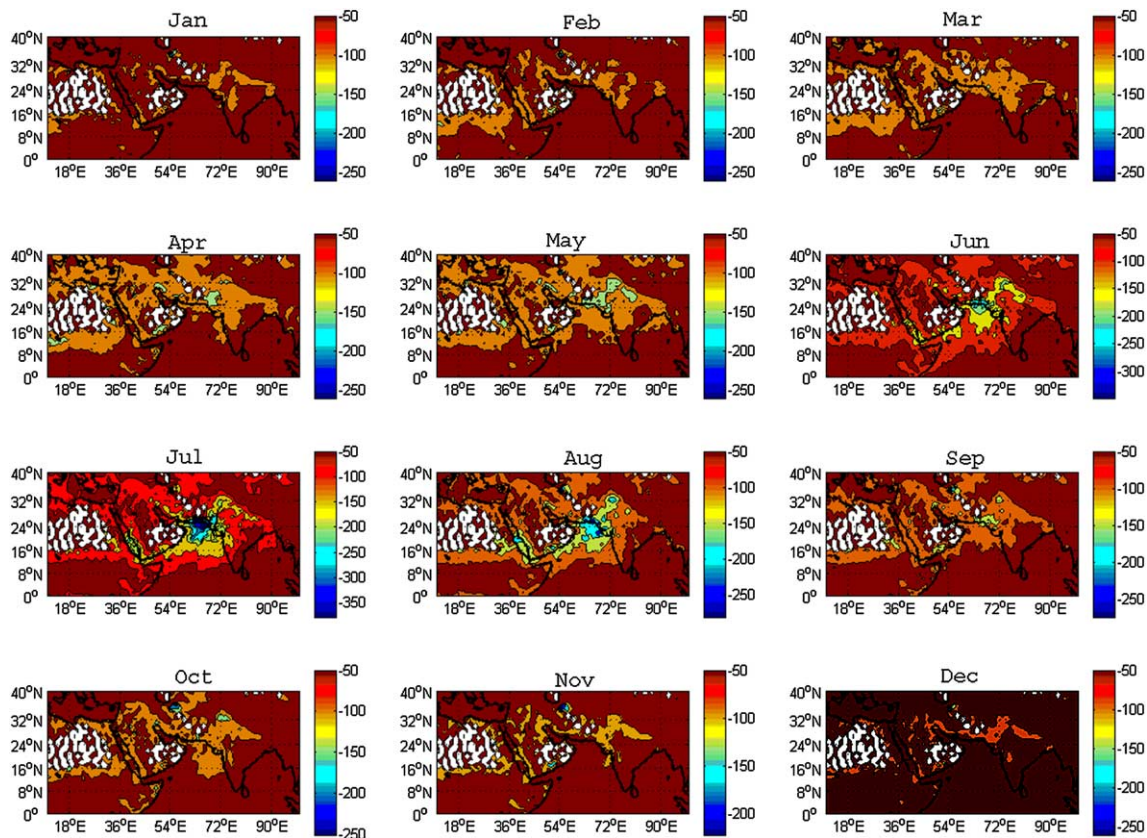 Jan Feb Mar
40°N -50 40°N -50 40°N -50
32°N -100 32°N -100 32°N -100
24°N -150 24°N -150 24°N -150
16°N -200 16°N -200 16°N -200
8°N 8°N 8°N
0° -250 0° -250 0° -250
18°E 36°E 54°E 72°E 90°E 18°E 36°E 54°E 72°E 90°E 18°E 36°E 54°E 72°E 90°E
Apr May Jun
40°N -50 40°N -50 40°N -50
32°N -100 32°N -100 32°N -100
24°N -150 24°N -150 24°N -150
16°N -200 16°N -200 16°N -200
8°N 8°N 8°N -250
0° -250 0° -250 0° -300
18°E 36°E 54°E 72°E 90°E 18°E 36°E 54°E 72°E 90°E 18°E 36°E 54°E 72°E 90°E
Jul Aug Sep
40°N -50 40°N -50 40°N -50
32°N -100 32°N -100 32°N -100
24°N -150 24°N -150 24°N -150
16°N -200 16°N -200 16°N -200
8°N -250 8°N 8°N
0° -300 0° -250 0° -250
-350
18°E 36°E 54°E 72°E 90°E 18°E 36°E 54°E 72°E 90°E 18°E 36°E 54°E 72°E 90°E
Oct Nov Dec
40°N -50 40°N -50 40°N -50
32°N -100 32°N -100 32°N -100
24°N -150 24°N -150 24°N -150
16°N -200 16°N -200 16°N -200
8°N 8°N 8°N
0° -250 0° 0° -250
18°E 36°E 54°E 72°E 90°E 18°E 36°E 54°E 72°E 90°E 18°E 36°E 54°E 72°E 90°E